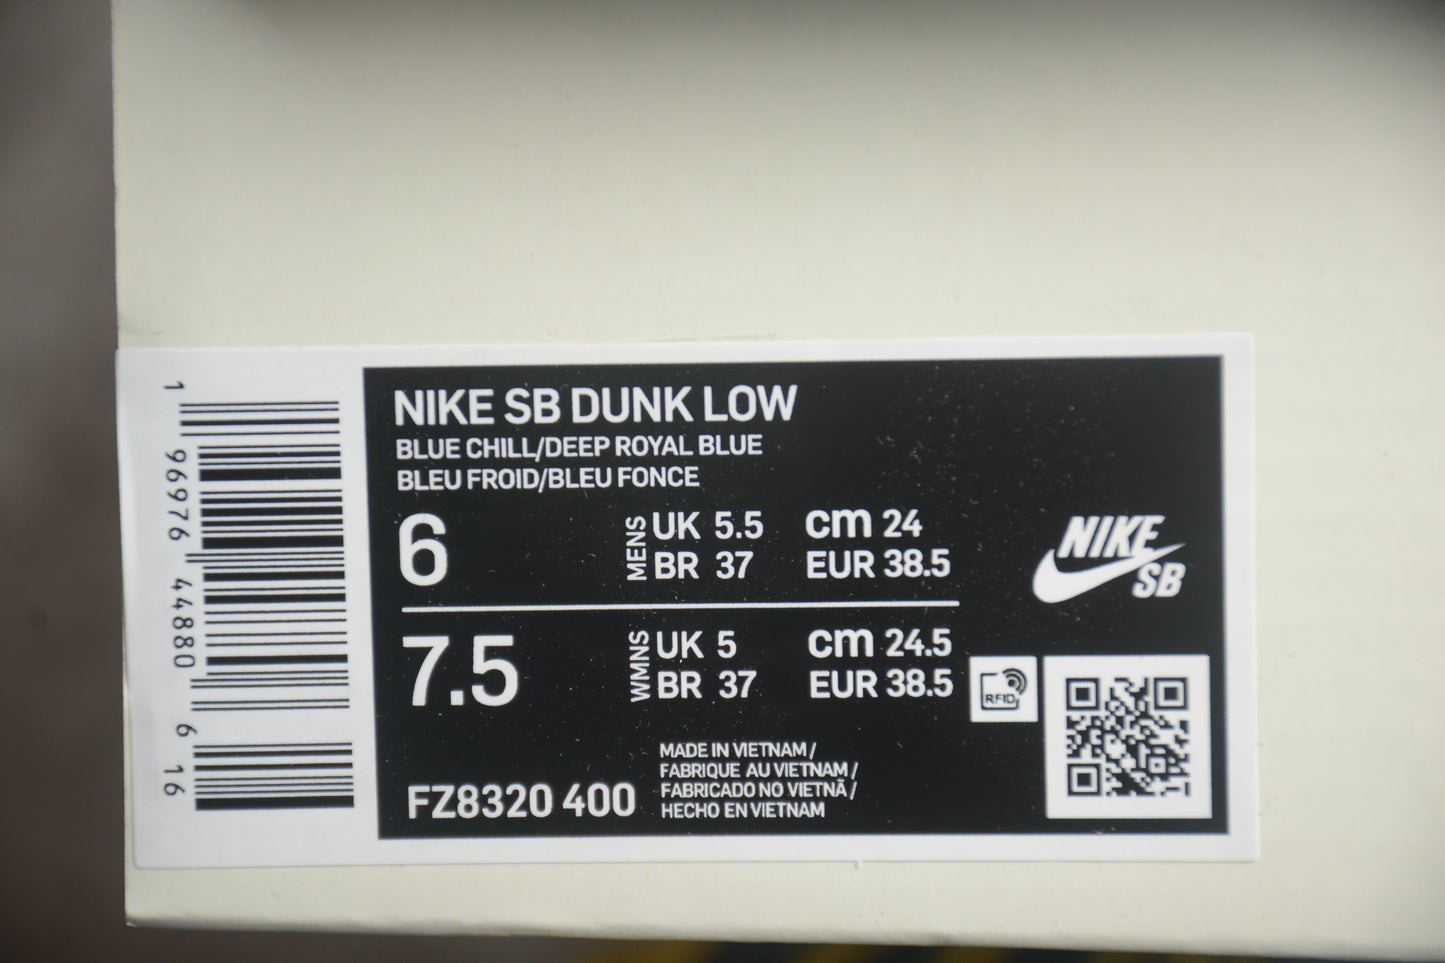 1 96976 44880 6 16
NIKE SB DUNK LOW
BLUE CHILL/DEEP ROYAL BLUE
BLEU FROID/BLEU FONCE
6 MENS UK 5.5 cm 24
BR 37 EUR 38.5
7.5 WMNS UK 5 cm 24.5
BR 37 EUR 38.5
FZ8320 400
MADE IN VIETNAM /
FABRIQUE AU VIETNAM /
FABRICADO NO VIETNÃ /
HECHO EN VIETNAM
NIKE
SB
RFID